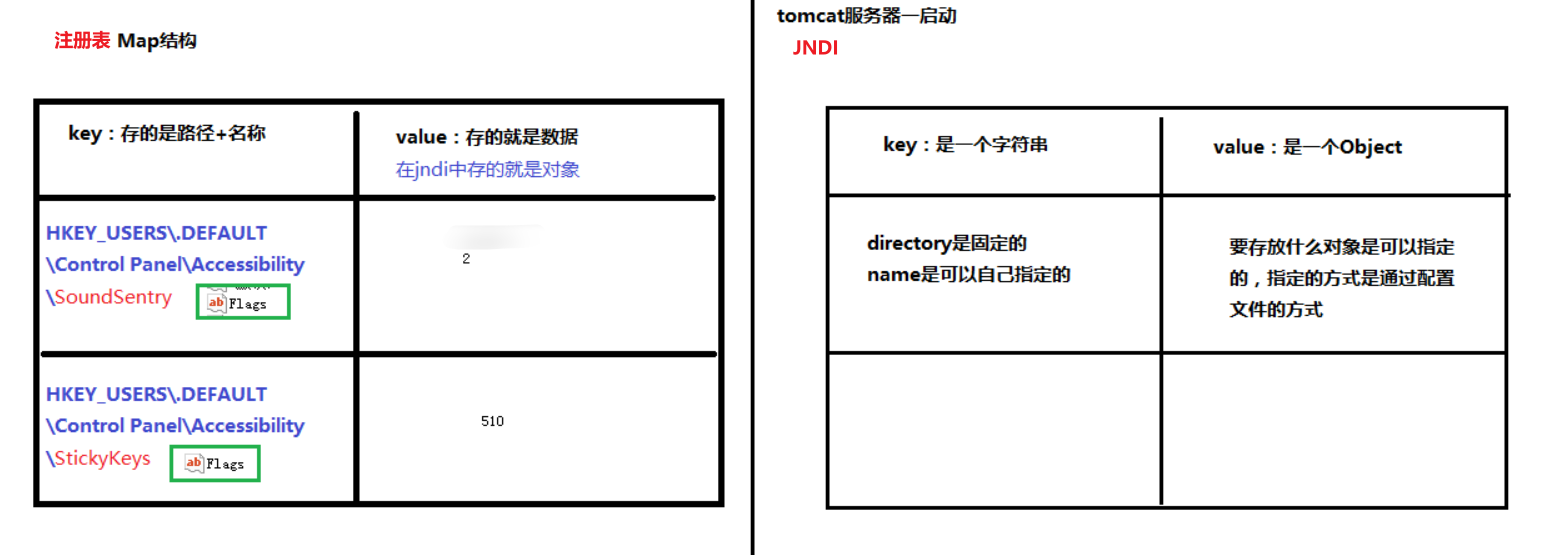 注册表 Map结构
key：存的是路径+名称
value：存的就是数据
在jndi中存的就是对象
HKEY_USERS\.DEFAULT
\Control Panel\Accessibility
\SoundSentry
Flags
2
HKEY_USERS\.DEFAULT
\Control Panel\Accessibility
\StickyKeys
Flags
510
tomcat服务器一启动
JNDI
key：是一个字符串
value：是一个Object
directory是固定的
name是可以自己指定的
要存放什么对象是可以指定
的，指定的方式是通过配置
文件的方式